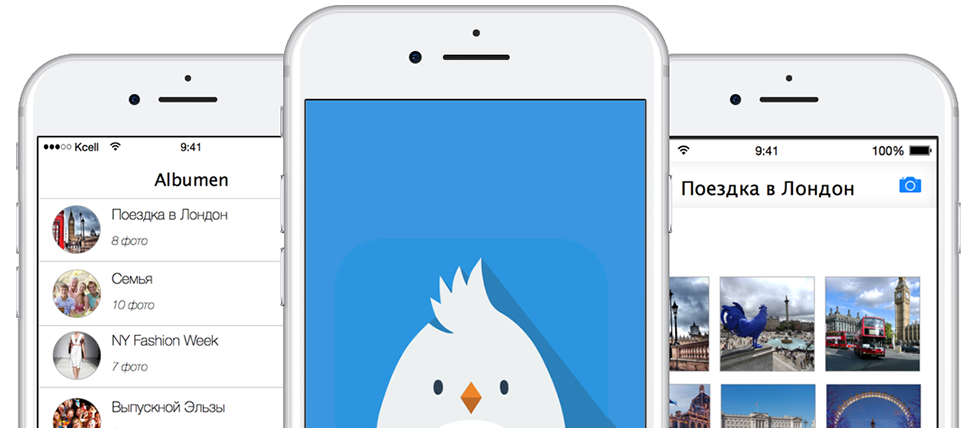 Kcell
9:41
Albumen
Поездка в Лондон
8 фото
Семья
10 фото
NY Fashion Week
7 фото
Выпускной Эльзы
9:41
100%
Поездка в Лондон